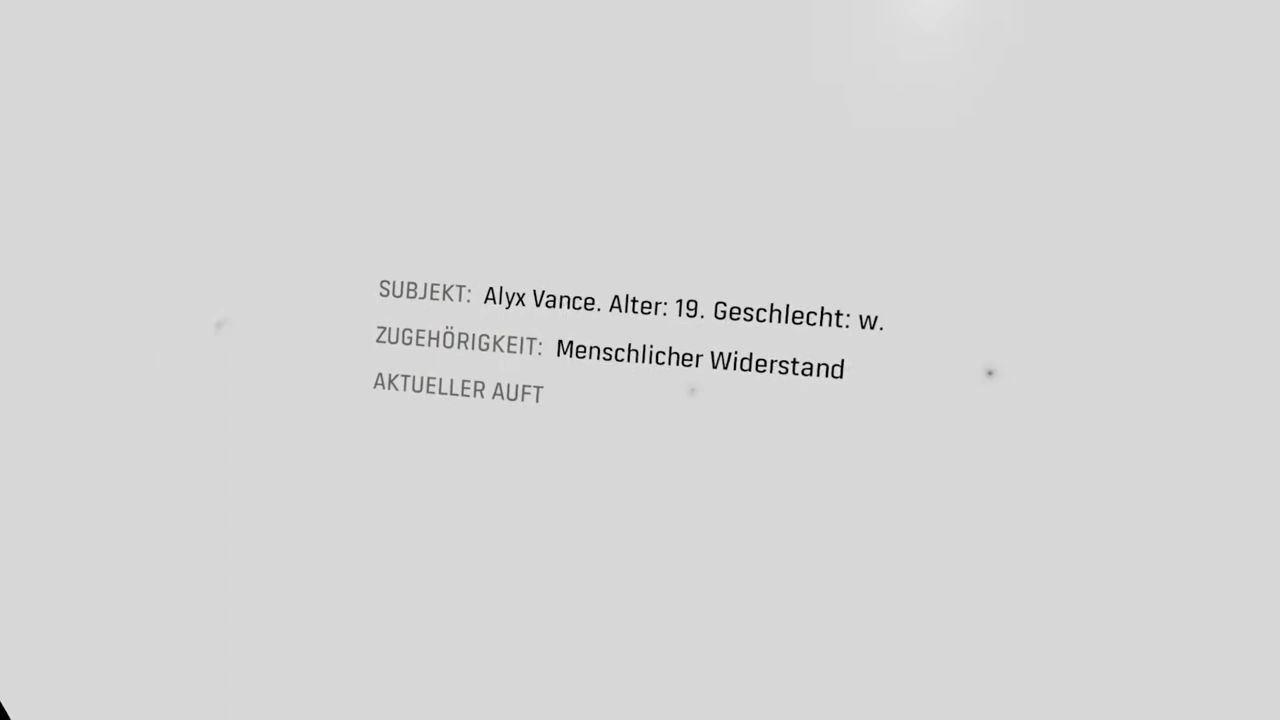 SUBJEKT: Alyx Vance. Alter: 19. Geschlecht: w.
ZUGEHÖRIGKEIT: Menschlicher Widerstand
AKTUELLER AUFT